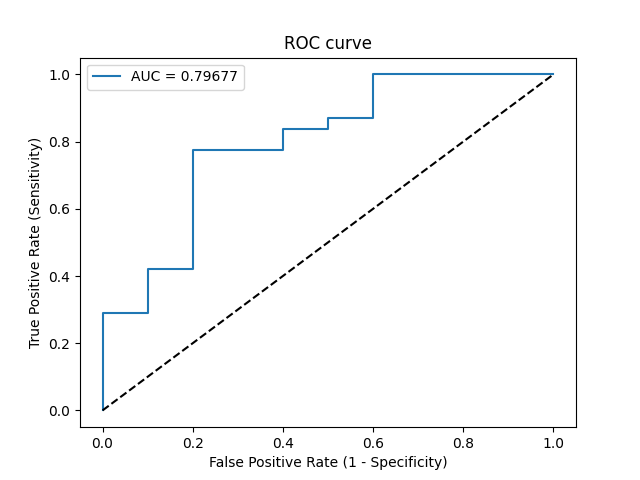 ROC curve
AUC = 0.79677
1.0
0.8
0.6
0.4
0.2
0.0
True Positive Rate (Sensitivity)
0.0 0.2 0.4 0.6 0.8 1.0
False Positive Rate (1 - Specificity)